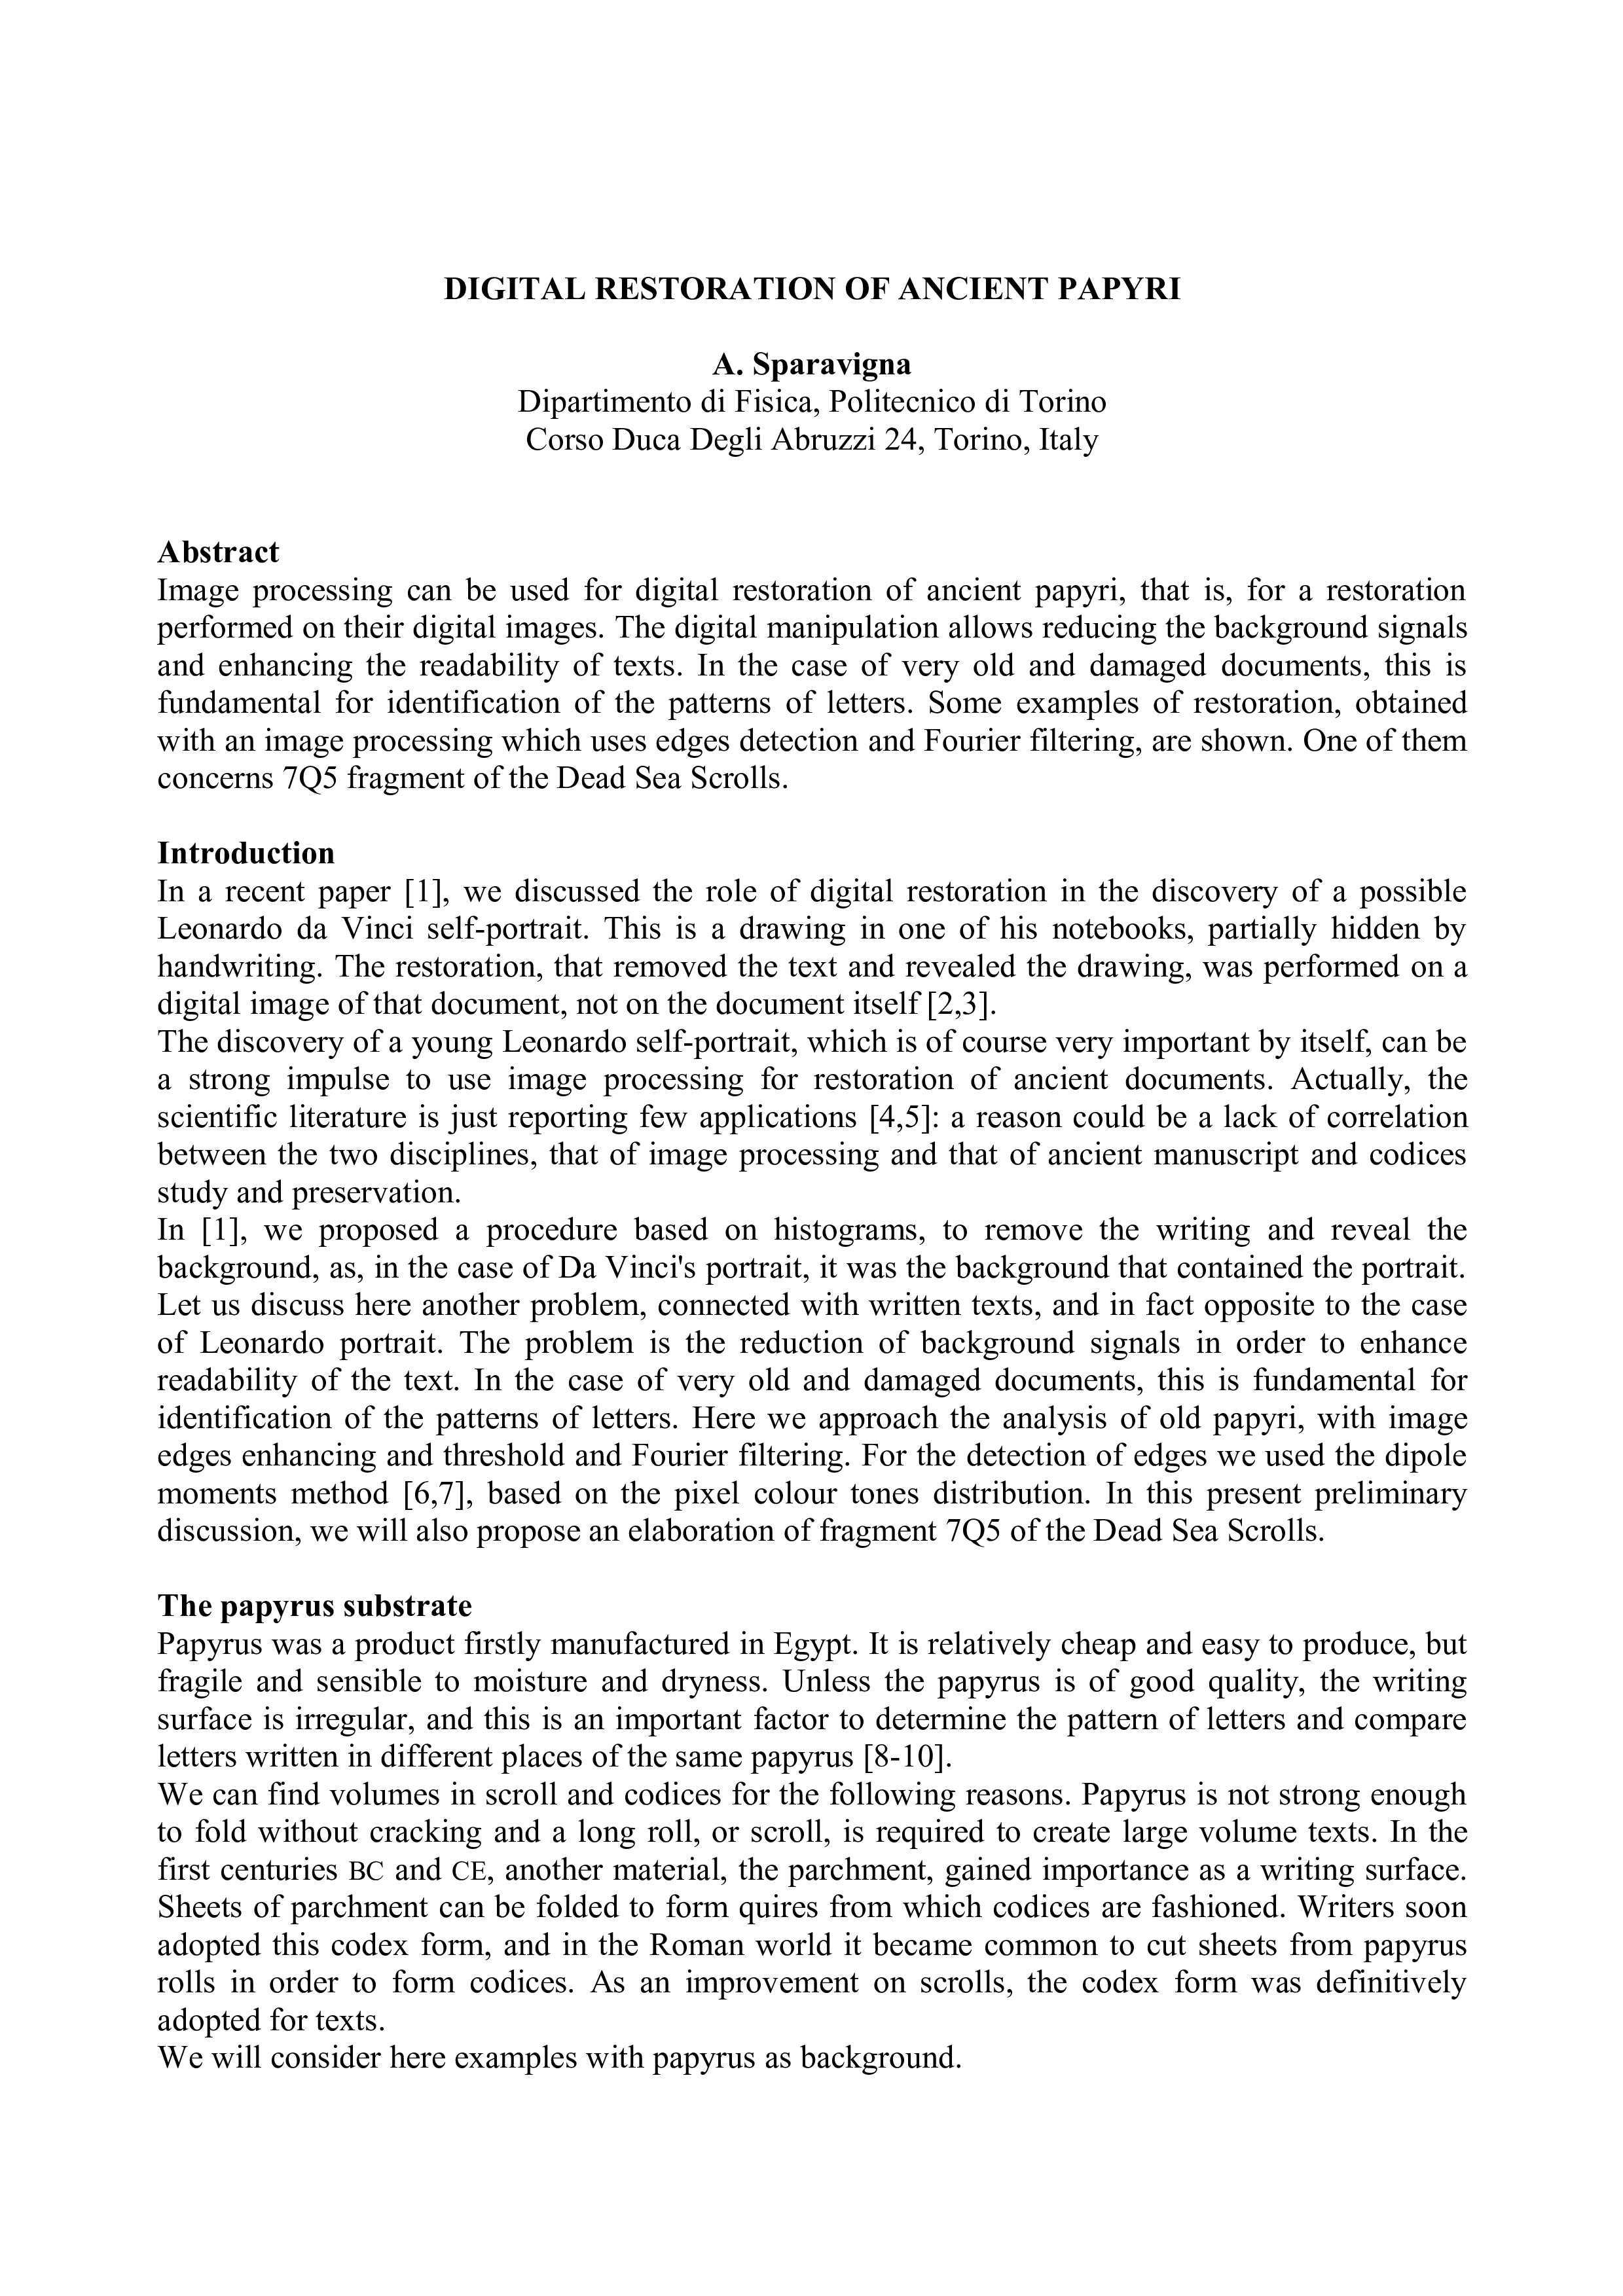 DIGITAL RESTORATION OF ANCIENT PAPYRI
A. Sparavigna
Dipartimento di Fisica, Politecnico di Torino
Corso Duca Degli Abruzzi 24, Torino, Italy
Abstract
Image processing can be used for digital restoration of ancient papyri, that is, for a restoration
performed on their digital images. The digital manipulation allows reducing the background signals
and enhancing the readability of texts. In the case of very old and damaged documents, this is
fundamental for identification of the patterns of letters. Some examples of restoration, obtained
with an image processing which uses edges detection and Fourier filtering, are shown. One of them
concerns 7Q5 fragment of the Dead Sea Scrolls.
Introduction
In a recent paper [1], we discussed the role of digital restoration in the discovery of a possible
Leonardo da Vinci self-portrait. This is a drawing in one of his notebooks, partially hidden by
handwriting. The restoration, that removed the text and revealed the drawing, was performed on a
digital image of that document, not on the document itself [2,3].
The discovery of a young Leonardo self-portrait, which is of course very important by itself, can be
a strong impulse to use image processing for restoration of ancient documents. Actually, the
scientific literature is just reporting few applications [4,5]: a reason could be a lack of correlation
between the two disciplines, that of image processing and that of ancient manuscript and codices
study and preservation.
In [1], we proposed a procedure based on histograms, to remove the writing and reveal the
background, as, in the case of Da Vinci's portrait, it was the background that contained the portrait.
Let us discuss here another problem, connected with written texts, and in fact opposite to the case
of Leonardo portrait. The problem is the reduction of background signals in order to enhance
readability of the text. In the case of very old and damaged documents, this is fundamental for
identification of the patterns of letters. Here we approach the analysis of old papyri, with image
edges enhancing and threshold and Fourier filtering. For the detection of edges we used the dipole
moments method [6,7], based on the pixel colour tones distribution. In this present preliminary
discussion, we will also propose an elaboration of fragment 7Q5 of the Dead Sea Scrolls.
The papyrus substrate
Papyrus was a product firstly manufactured in Egypt. It is relatively cheap and easy to produce, but
fragile and sensible to moisture and dryness. Unless the papyrus is of good quality, the writing
surface is irregular, and this is an important factor to determine the pattern of letters and compare
letters written in different places of the same papyrus [8-10].
We can find volumes in scroll and codices for the following reasons. Papyrus is not strong enough
to fold without cracking and a long roll, or scroll, is required to create large volume texts. In the
first centuries BC and CE, another material, the parchment, gained importance as a writing surface.
Sheets of parchment can be folded to form quires from which codices are fashioned. Writers soon
adopted this codex form, and in the Roman world it became common to cut sheets from papyrus
rolls in order to form codices. As an improvement on scrolls, the codex form was definitively
adopted for texts.
We will consider here examples with papyrus as background.